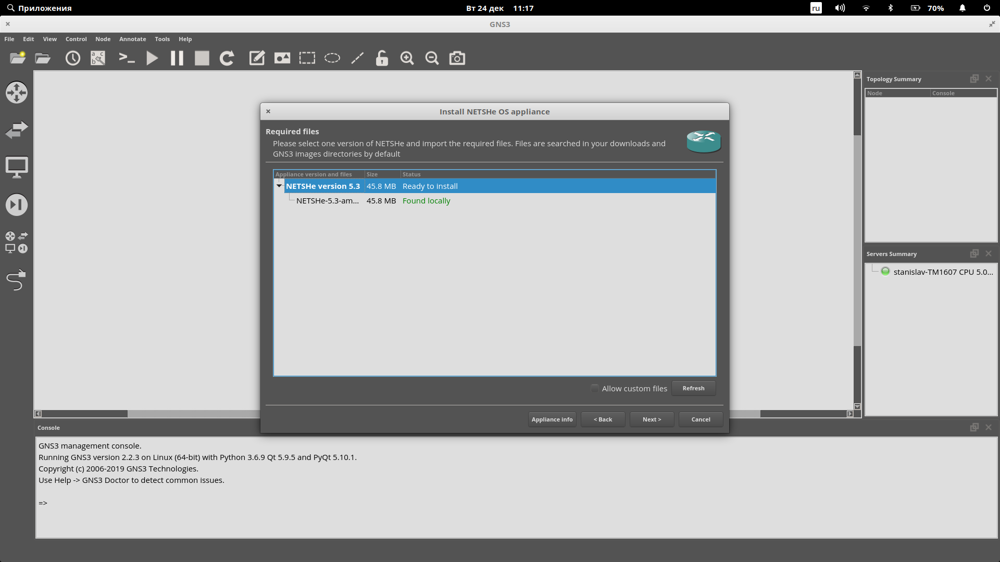 Приложения
Вт 24 дек 11:17
ru
70%
GNS3
File Edit View Control Node Annotate Tools Help
a c
b
Topology Summary
Node Console
Install NETSHe OS appliance
Required files
Please select one version of NETSHe and import the required files. Files are searched in your downloads and
GNS3 images directories by default
Appliance version and files Size Status
NETSHe version 5.3 45.8 MB Ready to install
NETSHe-5.3-am... 45.8 MB Found locally
Servers Summary
stanislav-TM1607 CPU 5.0...
Allow custom files Refresh
Appliance info < Back Next > Cancel
Console
GNS3 management console.
Running GNS3 version 2.2.3 on Linux (64-bit) with Python 3.6.9 Qt 5.9.5 and PyQt 5.10.1.
Copyright (c) 2006-2019 GNS3 Technologies.
Use Help -> GNS3 Doctor to detect common issues.
=>